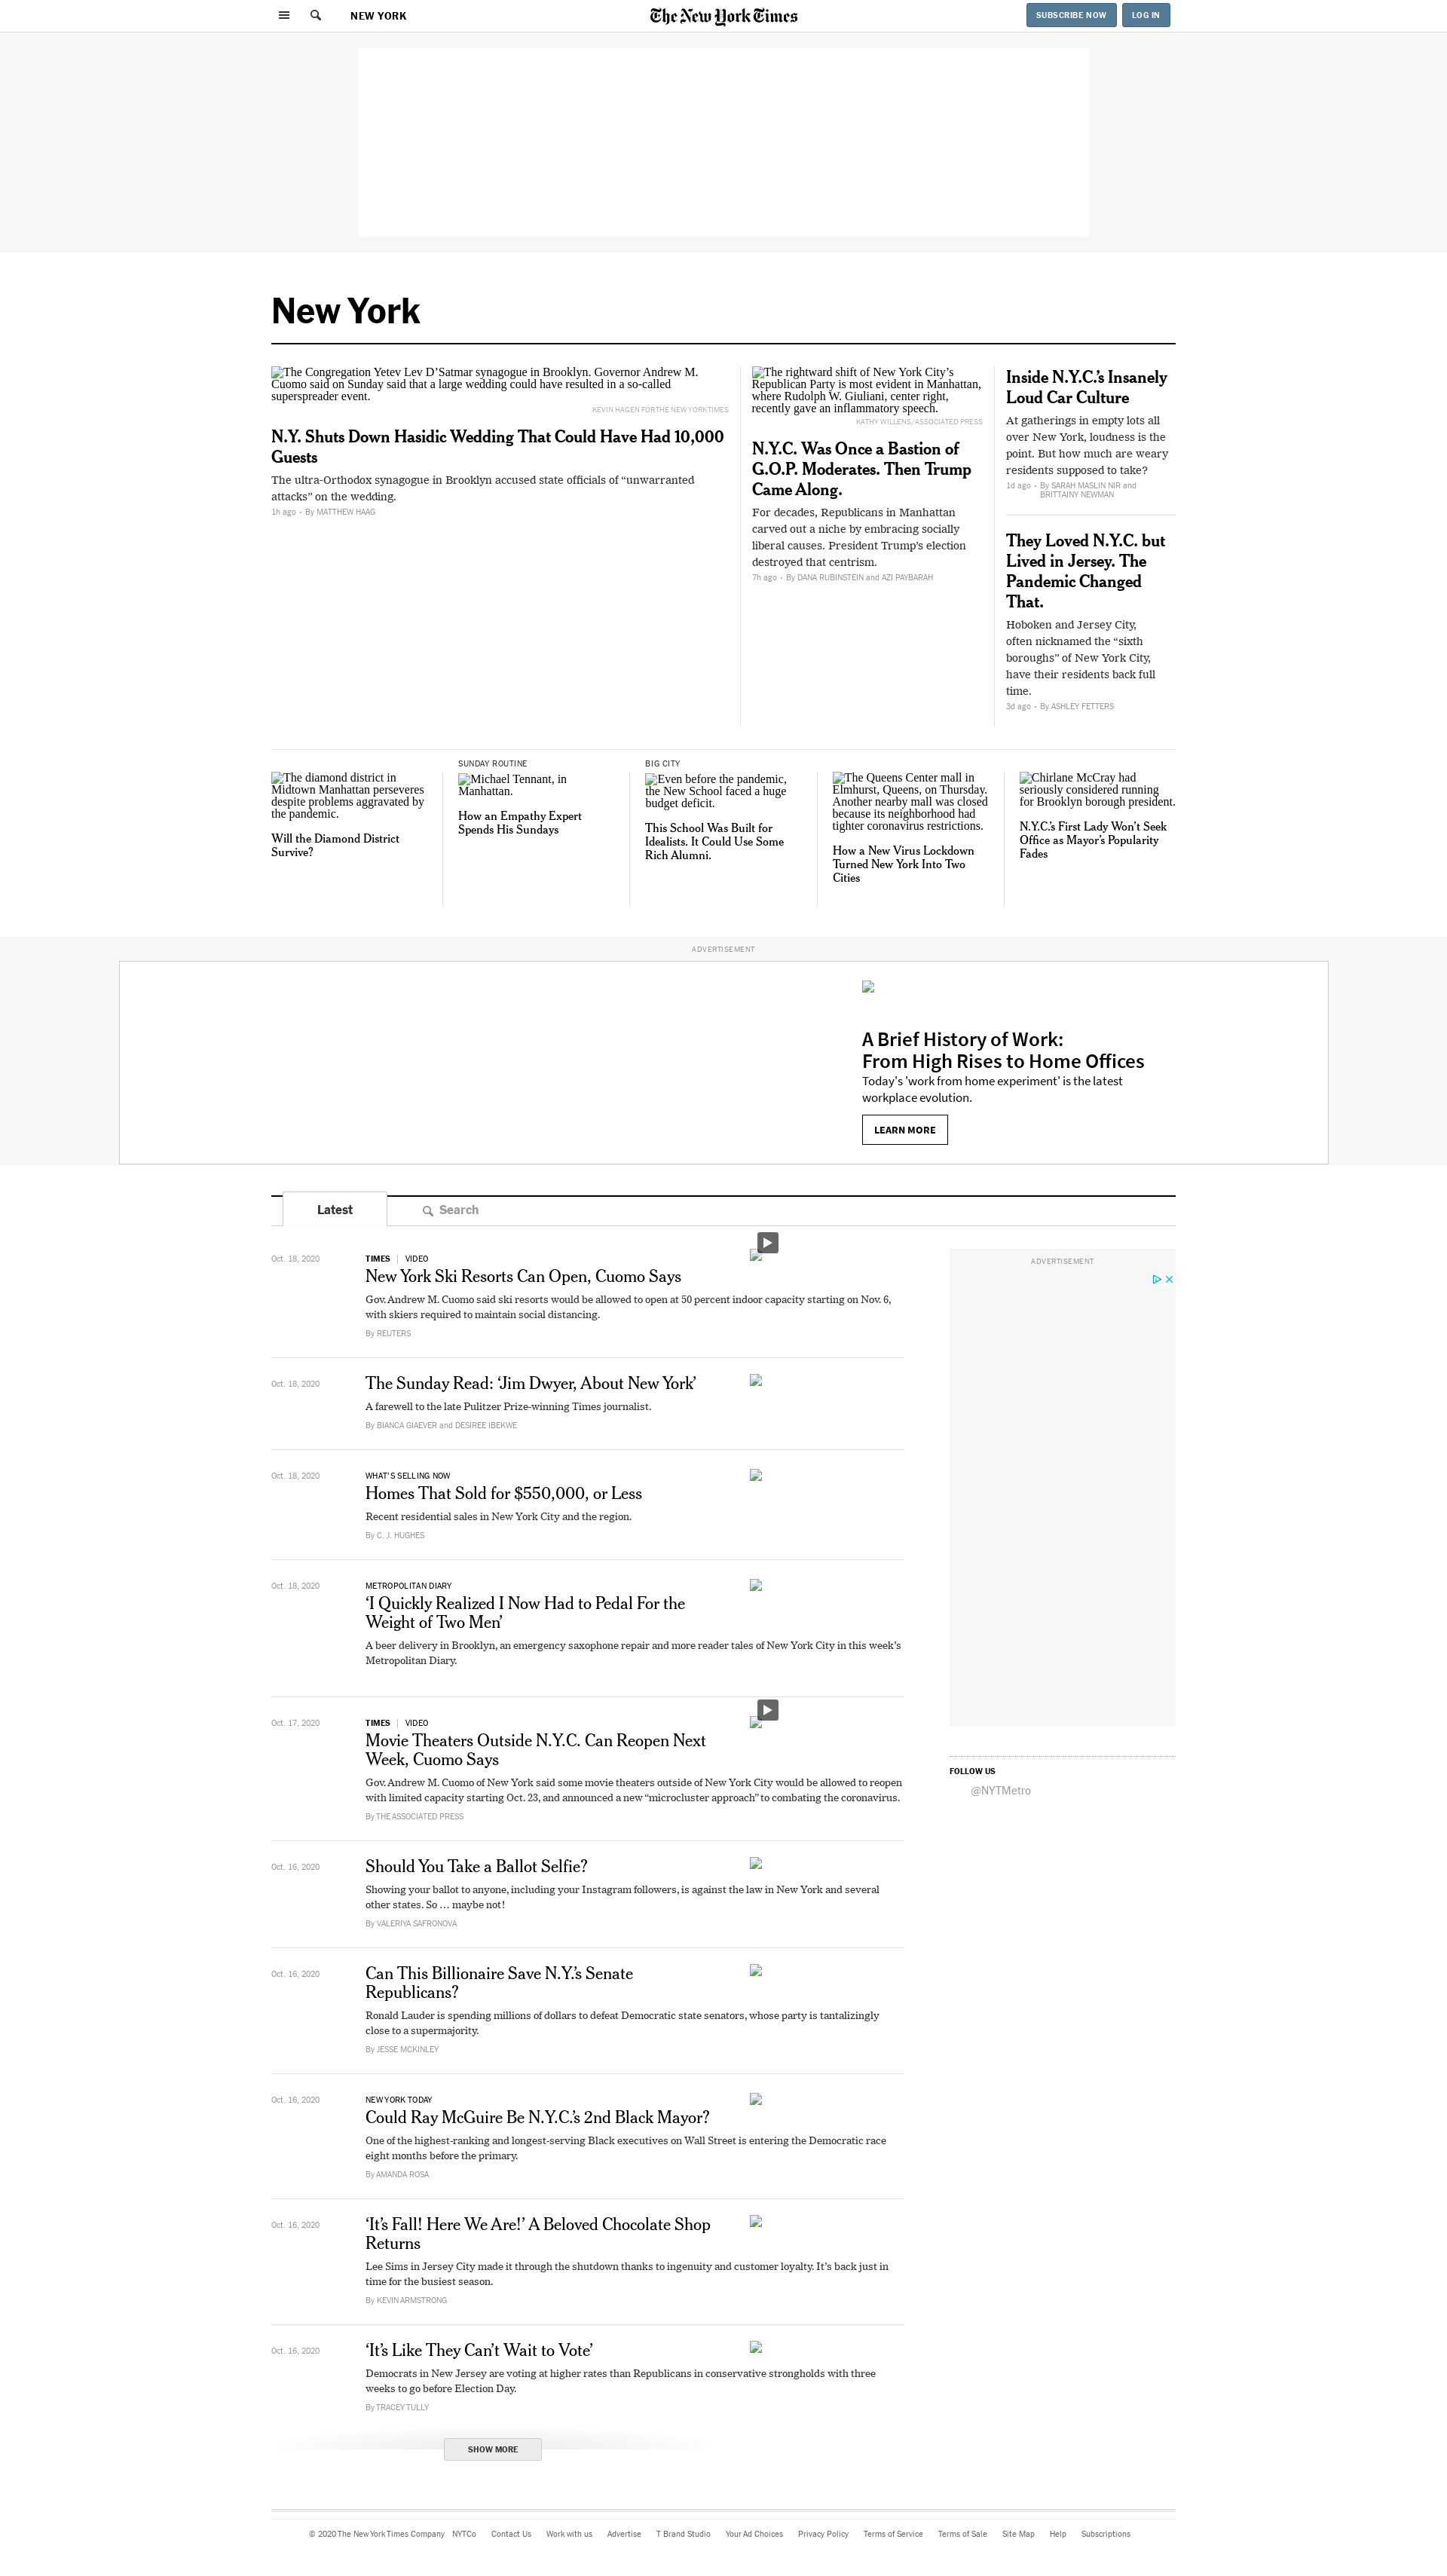 NEW YORK
The New York Times
SUBSCRIBE NOW
LOG IN
New York
The Congregation Yetev Lev D’Satmar synagogue in Brooklyn. Governor Andrew M.
Cuomo said on Sunday said that a large wedding could have resulted in a so-called
superspreader event.
KEVIN HAGEN FOR THE NEW YORK TIMES
N.Y. Shuts Down Hasidic Wedding That Could Have Had 10,000
Guests
The ultra-Orthodox synagogue in Brooklyn accused state officials of “unwarranted
attacks” on the wedding.
1h ago • By MATTHEW HAAG
The rightward shift of New York City’s
Republican Party is most evident in Manhattan,
where Rudolph W. Giuliani, center right,
recently gave an inflammatory speech.
KATHY WILLENS/ASSOCIATED PRESS
N.Y.C. Was Once a Bastion of
G.O.P. Moderates. Then Trump
Came Along.
For decades, Republicans in Manhattan
carved out a niche by embracing socially
liberal causes. President Trump’s election
destroyed that centrism.
7h ago • By DANA RUBINSTEIN and AZI PAYBARAH
Inside N.Y.C.’s Insanely
Loud Car Culture
At gatherings in empty lots all
over New York, loudness is the
point. But how much are weary
residents supposed to take?
1d ago • By SARAH MASLIN NIR and
BRITTAINY NEWMAN
They Loved N.Y.C. but
Lived in Jersey. The
Pandemic Changed
That.
Hoboken and Jersey City,
often nicknamed the “sixth
boroughs” of New York City,
have their residents back full
time.
3d ago • By ASHLEY FETTERS
The diamond district in
Midtown Manhattan perseveres
despite problems aggravated by
the pandemic.
Will the Diamond District
Survive?
SUNDAY ROUTINE
Michael Tennant, in
Manhattan.
How an Empathy Expert
Spends His Sundays
BIG CITY
Even before the pandemic,
the New School faced a huge
budget deficit.
This School Was Built for
Idealists. It Could Use Some
Rich Alumni.
The Queens Center mall in
Elmhurst, Queens, on Thursday.
Another nearby mall was closed
because its neighborhood had
tighter coronavirus restrictions.
How a New Virus Lockdown
Turned New York Into Two
Cities
Chirlane McCray had
seriously considered running
for Brooklyn borough president.
N.Y.C.’s First Lady Won’t Seek
Office as Mayor’s Popularity
Fades
ADVERTISEMENT
A Brief History of Work:
From High Rises to Home Offices
Today's 'work from home experiment' is the latest
workplace evolution.
LEARN MORE
Latest
Search
Oct. 18, 2020
TIMES | VIDEO
New York Ski Resorts Can Open, Cuomo Says
Gov. Andrew M. Cuomo said ski resorts would be allowed to open at 50 percent indoor capacity starting on Nov. 6,
with skiers required to maintain social distancing.
By REUTERS
Oct. 18, 2020
The Sunday Read: ‘Jim Dwyer, About New York’
A farewell to the late Pulitzer Prize-winning Times journalist.
By BIANCA GIAEVER and DESIREE IBEKWE
Oct. 18, 2020
WHAT’S SELLING NOW
Homes That Sold for $550,000, or Less
Recent residential sales in New York City and the region.
By C. J. HUGHES
Oct. 18, 2020
METROPOLITAN DIARY
‘I Quickly Realized I Now Had to Pedal For the
Weight of Two Men’
A beer delivery in Brooklyn, an emergency saxophone repair and more reader tales of New York City in this week’s
Metropolitan Diary.
Oct. 17, 2020
TIMES | VIDEO
Movie Theaters Outside N.Y.C. Can Reopen Next
Week, Cuomo Says
Gov. Andrew M. Cuomo of New York said some movie theaters outside of New York City would be allowed to reopen
with limited capacity starting Oct. 23, and announced a new “microcluster approach” to combating the coronavirus.
By THE ASSOCIATED PRESS
Oct. 16, 2020
Should You Take a Ballot Selfie?
Showing your ballot to anyone, including your Instagram followers, is against the law in New York and several
other states. So … maybe not!
By VALERIYA SAFRONOVA
Oct. 16, 2020
Can This Billionaire Save N.Y.’s Senate
Republicans?
Ronald Lauder is spending millions of dollars to defeat Democratic state senators, whose party is tantalizingly
close to a supermajority.
By JESSE MCKINLEY
Oct. 16, 2020
NEW YORK TODAY
Could Ray McGuire Be N.Y.C.’s 2nd Black Mayor?
One of the highest-ranking and longest-serving Black executives on Wall Street is entering the Democratic race
eight months before the primary.
By AMANDA ROSA
Oct. 16, 2020
‘It’s Fall! Here We Are!’ A Beloved Chocolate Shop
Returns
Lee Sims in Jersey City made it through the shutdown thanks to ingenuity and customer loyalty. It’s back just in
time for the busiest season.
By KEVIN ARMSTRONG
Oct. 16, 2020
‘It’s Like They Can’t Wait to Vote’
Democrats in New Jersey are voting at higher rates than Republicans in conservative strongholds with three
weeks to go before Election Day.
By TRACEY TULLY
SHOW MORE
ADVERTISEMENT
FOLLOW US
@NYTMetro
© 2020 The New York Times Company NYTCo Contact Us Work with us Advertise T Brand Studio Your Ad Choices Privacy Policy Terms of Service Terms of Sale Site Map Help Subscriptions